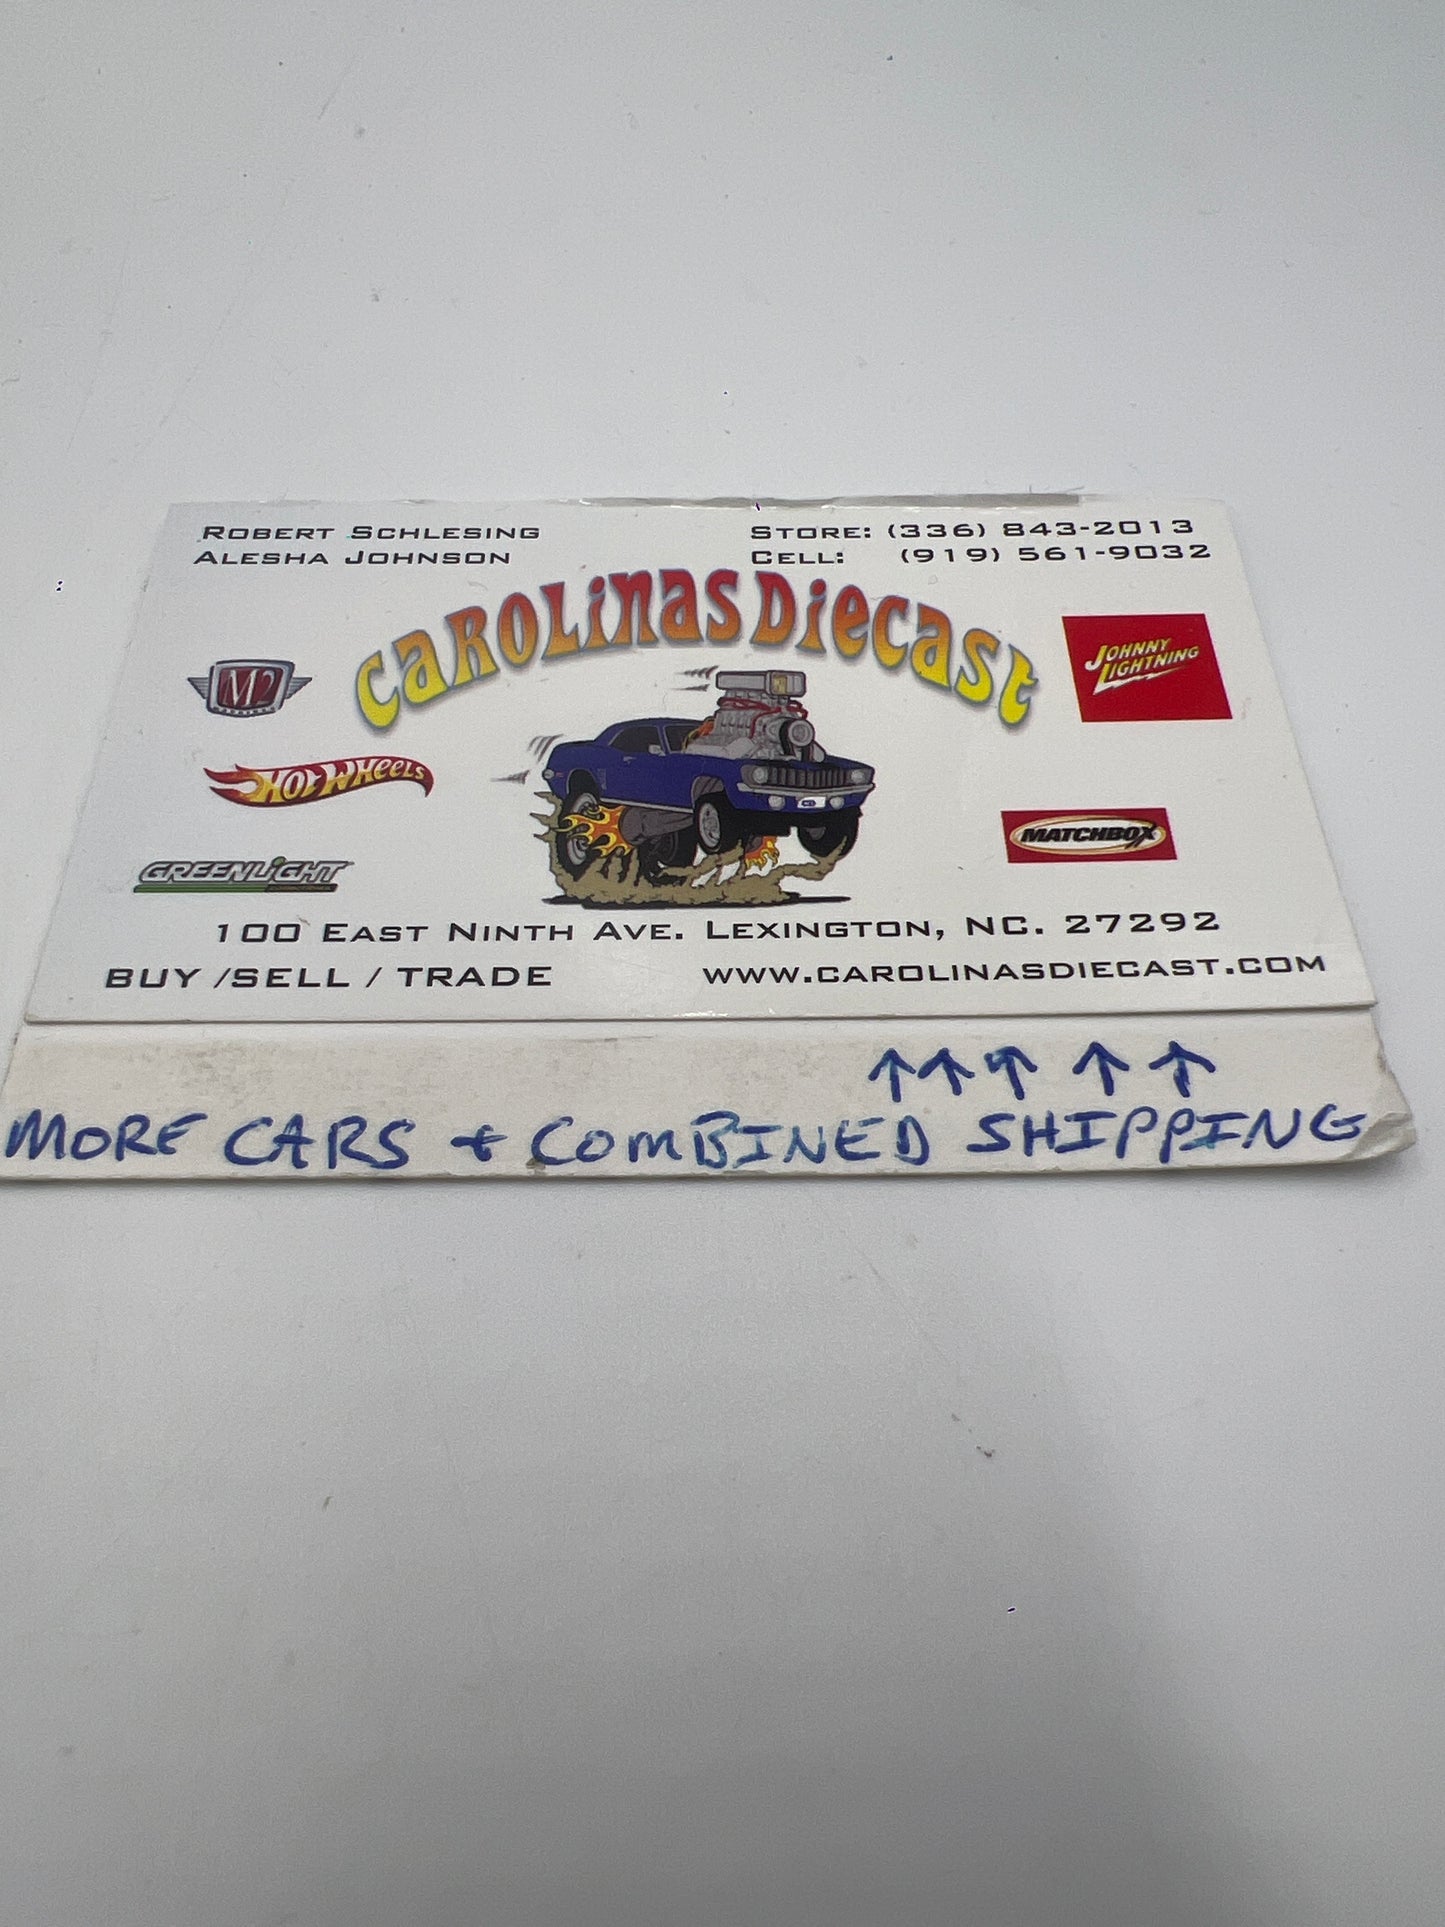 Robert Schlesing
Alesha Johnson
Store: (336) 843-2013
Cell: (919) 561-9032
Carolinas Diecast
M2
Johnny Lightning
Hot Wheels
Matchbox
Greenlight
100 East Ninth Ave. Lexington, NC. 27292
BUY /SELL / TRADE
www.carolinasdiecast.com
↑ ↑ ↑ ↑ ↑
MORE CARS + COMBINED SHIPPING